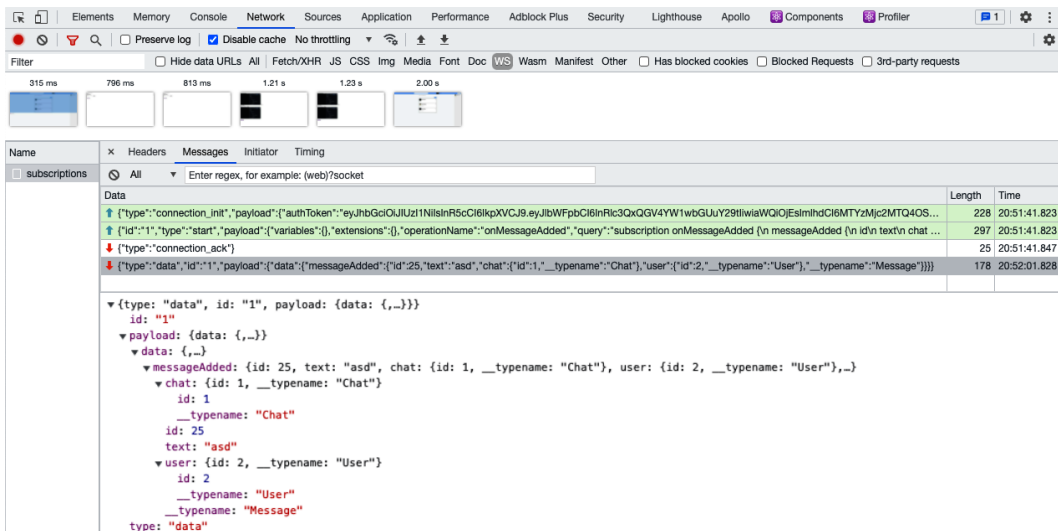 Elements Memory Console Network Sources Application Performance Adblock Plus Security Lighthouse Apollo Components Profiler 1
Preserve log Disable cache No throttling
Filter Hide data URLs All Fetch/XHR JS CSS Img Media Font Doc WS Wasm Manifest Other Has blocked cookies Blocked Requests 3rd-party requests
315 ms 796 ms 813 ms 1.21 s 1.23 s 2.00 s
Name × Headers Messages Initiator Timing
subscriptions All Enter regex, for example: (web)?socket
Data Length Time
{"type":"connection_init","payload":{"authToken":"eyJhbGciOiJIUzI1NiIsInR5cCI6IkpXVCJ9.eyJlbWFpbCI6InRlc3QxQGV4YW1wbGUuY29tIiwiaWQiOjEsImlhdCI6MTYzMjc2MTQ4OS... 228 20:51:41.823
{"id":"1","type":"start","payload":{"variables":{},"extensions":{},"operationName":"onMessageAdded","query":"subscription onMessageAdded {\n messageAdded {\n id\n text\n chat ... 297 20:51:41.823
{"type":"connection_ack"} 25 20:51:41.847
{"type":"data","id":"1","payload":{"data":{"messageAdded":{"id":25,"text":"asd","chat":{"id":1,"__typename":"Chat"},"user":{"id":2,"__typename":"User"},"__typename":"Message"}}}} 178 20:52:01.828
{type: "data", id: "1", payload: {data: {,…}}}
id: "1"
payload: {data: {,…}}
data: {,…}
messageAdded: {id: 25, text: "asd", chat: {id: 1, __typename: "Chat"}, user: {id: 2, __typename: "User"},…}
chat: {id: 1, __typename: "Chat"}
id: 1
__typename: "Chat"
id: 25
text: "asd"
user: {id: 2, __typename: "User"}
id: 2
__typename: "User"
__typename: "Message"
type: "data"